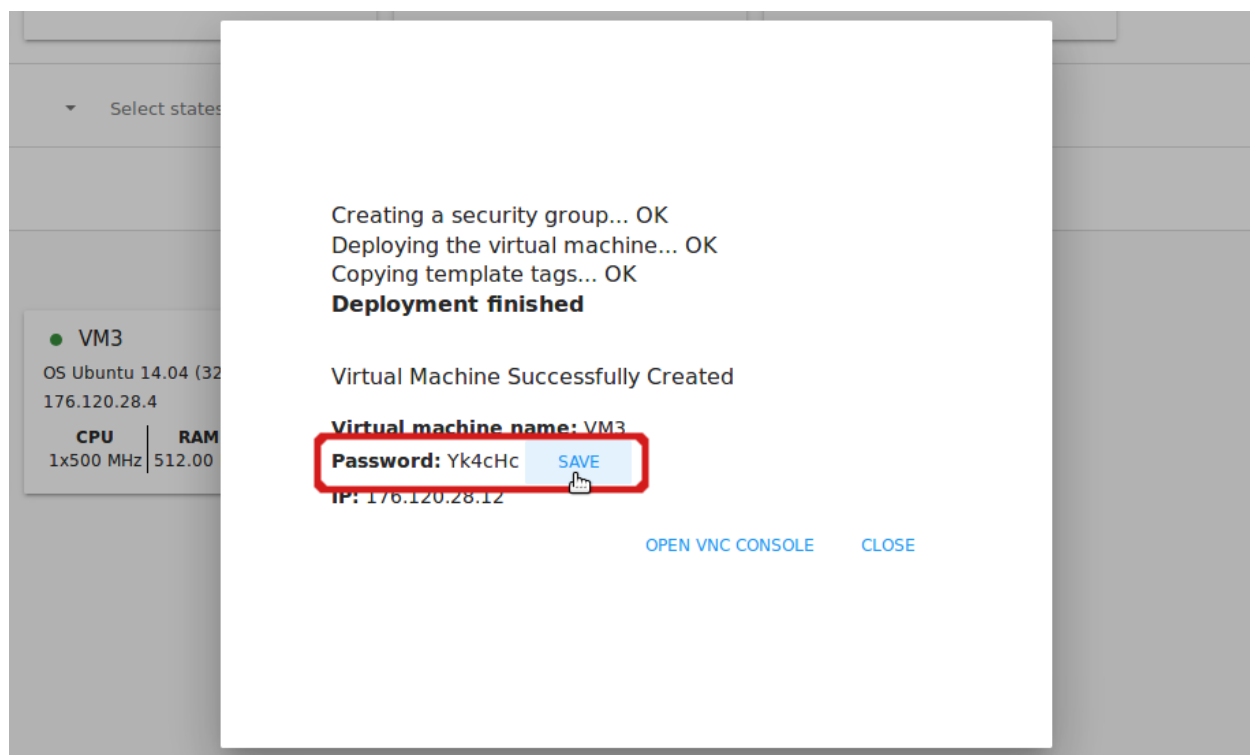 Select states
Creating a security group... OK
Deploying the virtual machine... OK
Copying template tags... OK
Deployment finished
VM3
OS Ubuntu 14.04 (32
176.120.28.4
CPU RAM
1x500 MHz 512.00
Virtual Machine Successfully Created
Virtual machine name: VM3
Password: Yk4cHc SAVE
IP: 176.120.28.12
OPEN VNC CONSOLE CLOSE